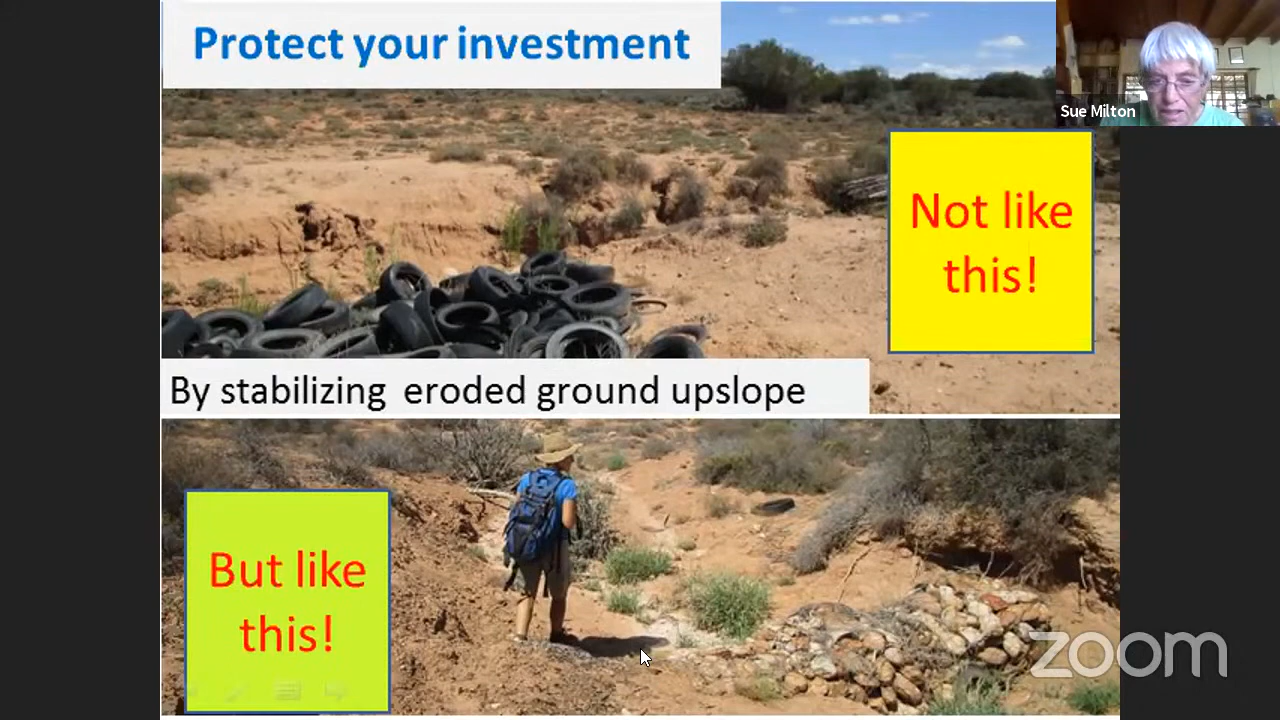 Protect your investment
Sue Milton
Not like
this!
By stabilizing eroded ground upslope
But like
this!
zoom